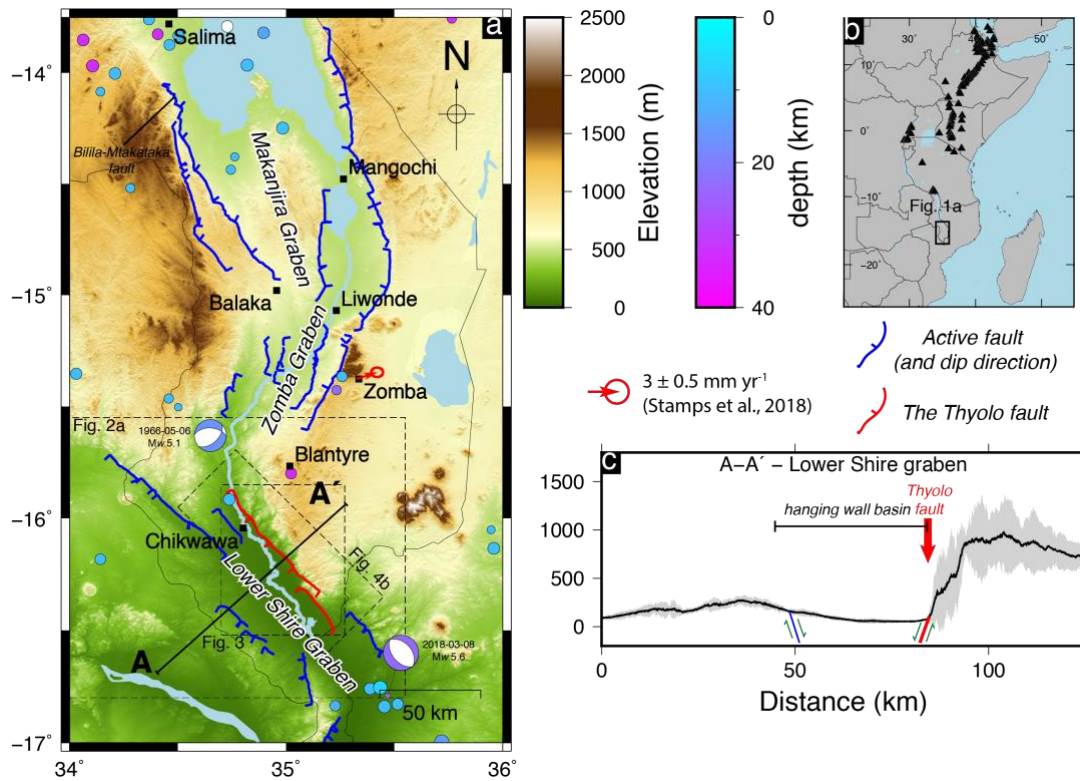 a
−14°
−15°
−16°
−17°
34°
35°
36°
Salima
N
Bilila-Mtakataka
fault
Makanjira Graben
Mangochi
Balaka
Liwonde
Zomba Graben
Zomba
Fig. 2a
1966-05-06
Mw 5.1
Blantyre
A´
Chikwawa
Fig. 4b
Lower Shire Graben
Fig. 3
A
2018-03-08
Mw 5.6
50 km
2500
2000
1500
1000
500
0
Elevation (m)
0
20
40
depth (km)
b
30°
40°
50°
10°
0°
−10°
−20°
Fig. 1a
Active fault
(and dip direction)
3 ± 0.5 mm yr⁻¹
(Stamps et al., 2018)
The Thyolo fault
c
A−A´ − Lower Shire graben
Thyolo
fault
hanging wall basin
1500
1000
500
0
0
50
100
Distance (km)